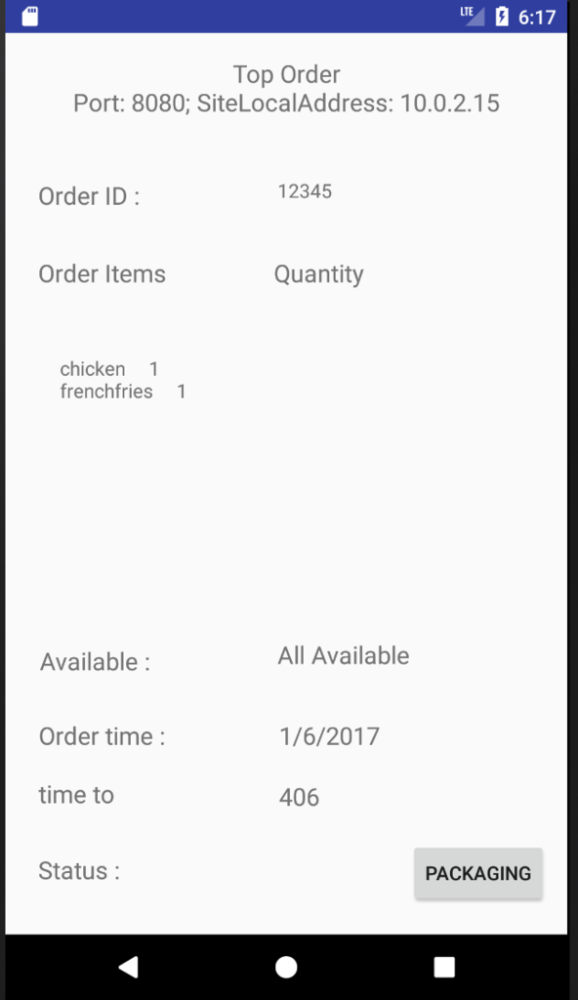 LTE 6:17
Top Order
Port: 8080; SiteLocalAddress: 10.0.2.15
Order ID : 12345
Order Items Quantity
chicken 1
frenchfries 1
Available : All Available
Order time : 1/6/2017
time to 406
Status : PACKAGING